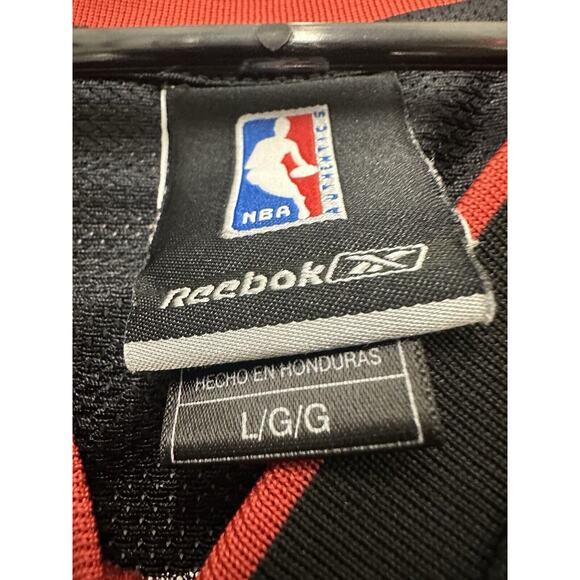 NBA
AUTHENTICS
Reebok
HECHO EN HONDURAS
L/G/G